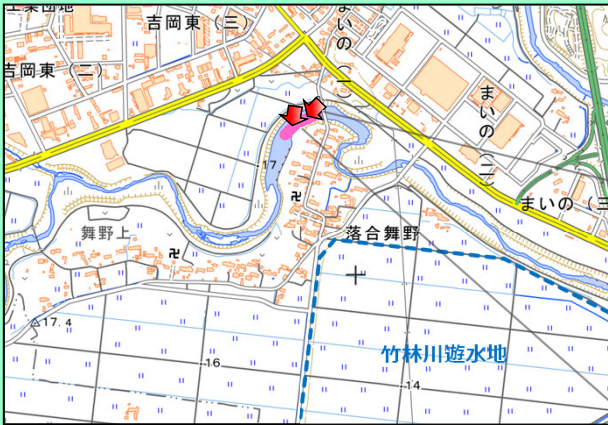 工業団地
吉岡東（三）
吉岡東（二）
まいの（一）
まいの（二）
まいの（三
17
舞野上
落合舞野
17.4
16
14
竹林川遊水地